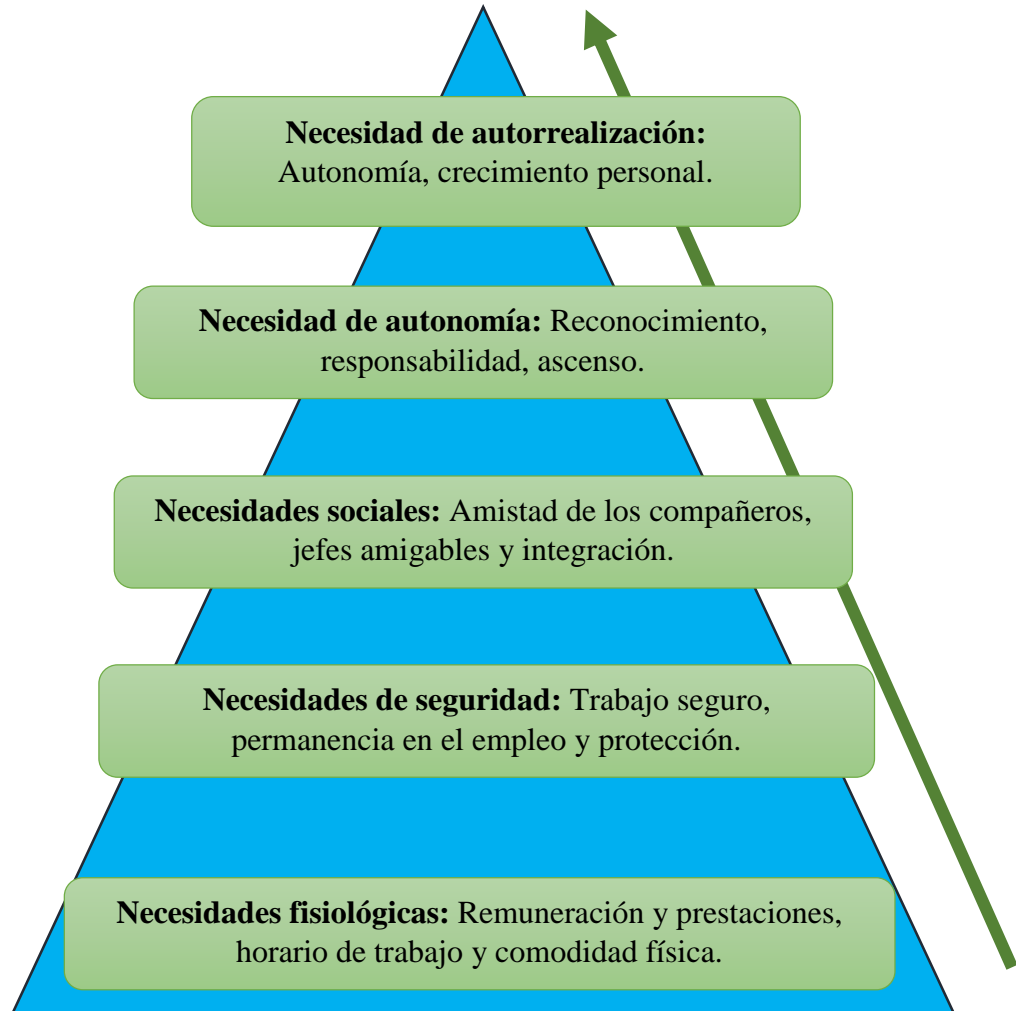 Necesidad de autorrealización:
Autonomía, crecimiento personal.
Necesidad de autonomía: Reconocimiento,
responsabilidad, ascenso.
Necesidades sociales: Amistad de los compañeros,
jefes amigables y integración.
Necesidades de seguridad: Trabajo seguro,
permanencia en el empleo y protección.
Necesidades fisiológicas: Remuneración y prestaciones,
horario de trabajo y comodidad física.